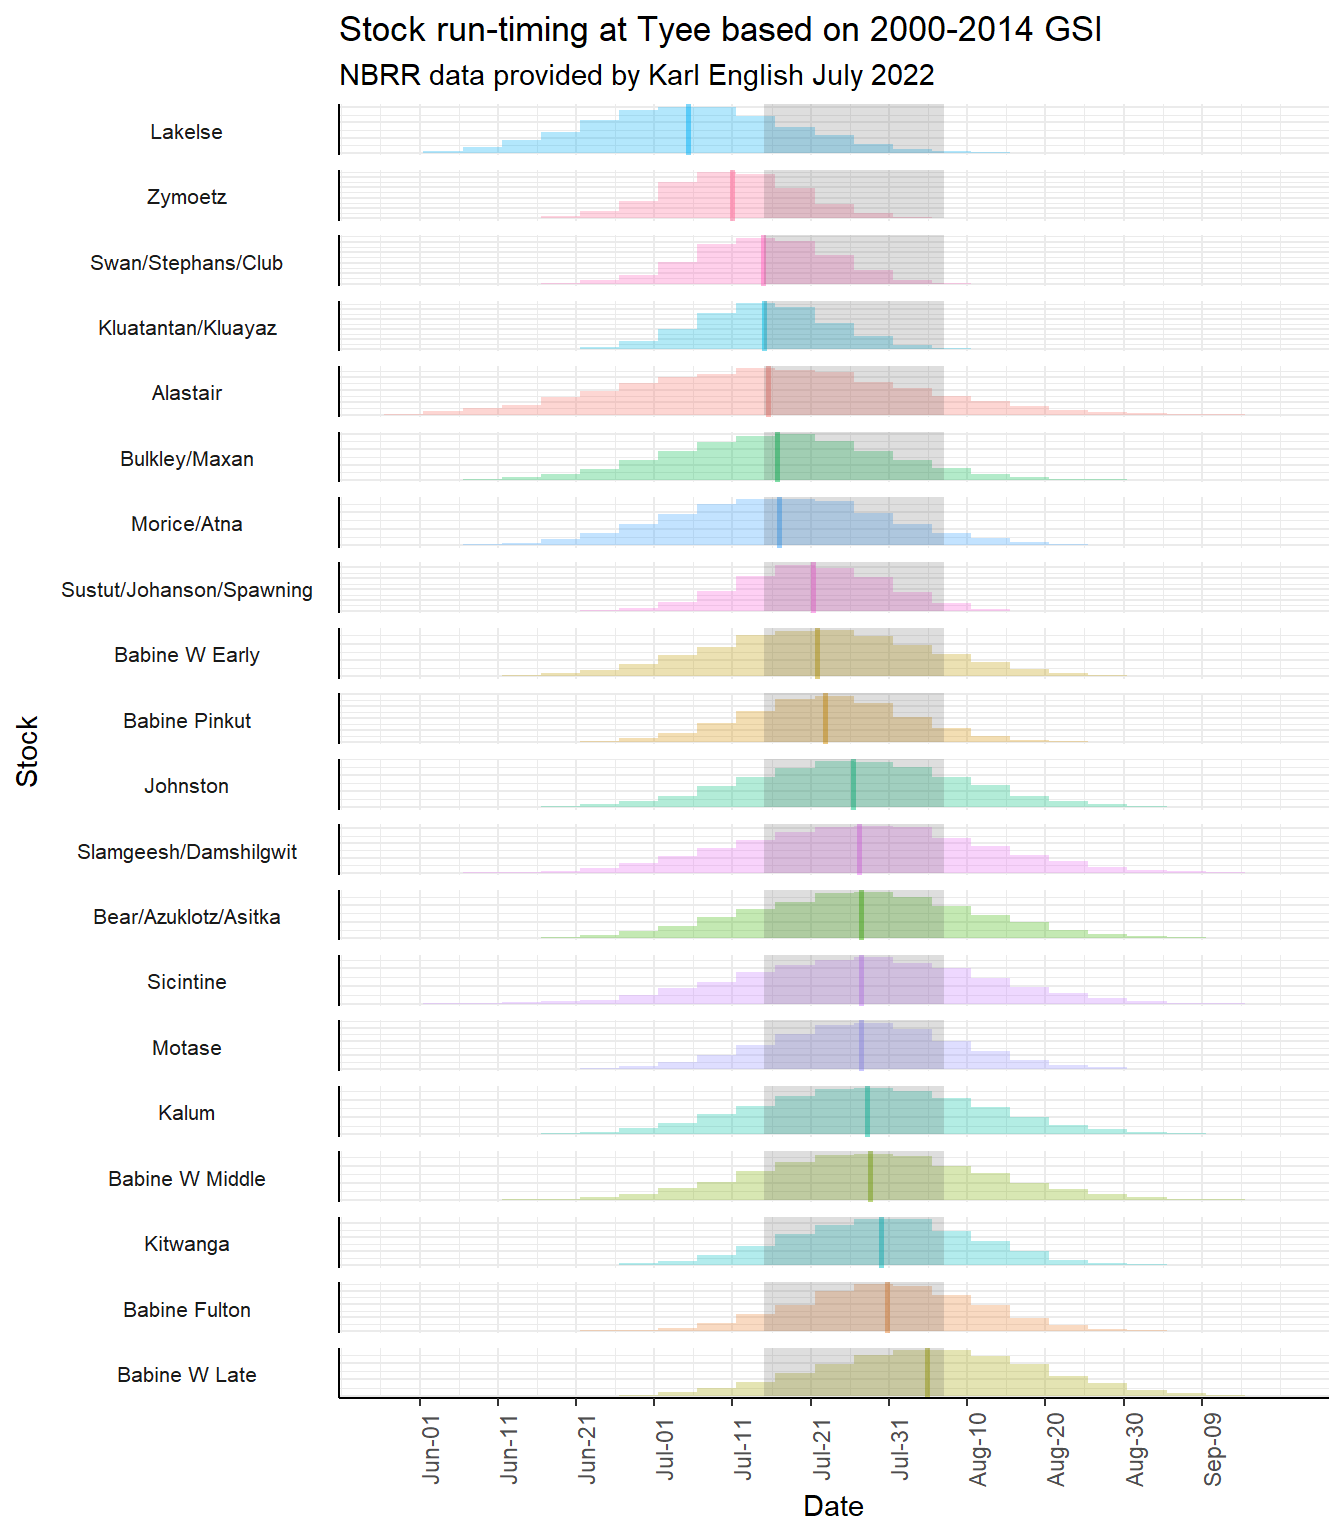 Stock run-timing at Tyee based on 2000-2014 GSI
NBRR data provided by Karl English July 2022
Lakelse
Zymoetz
Swan/Stephans/Club
Kluatantan/Kluayaz
Alastair
Bulkley/Maxan
Morice/Atna
Sustut/Johanson/Spawning
Babine W Early
Babine Pinkut
Johnston
Slamgeesh/Damshilgwit
Bear/Azuklotz/Asitka
Sicintine
Motase
Kalum
Babine W Middle
Kitwanga
Babine Fulton
Babine W Late
Stock
Jun-01
Jun-11
Jun-21
Jul-01
Jul-11
Jul-21
Jul-31
Aug-10
Aug-20
Aug-30
Sep-09
Date